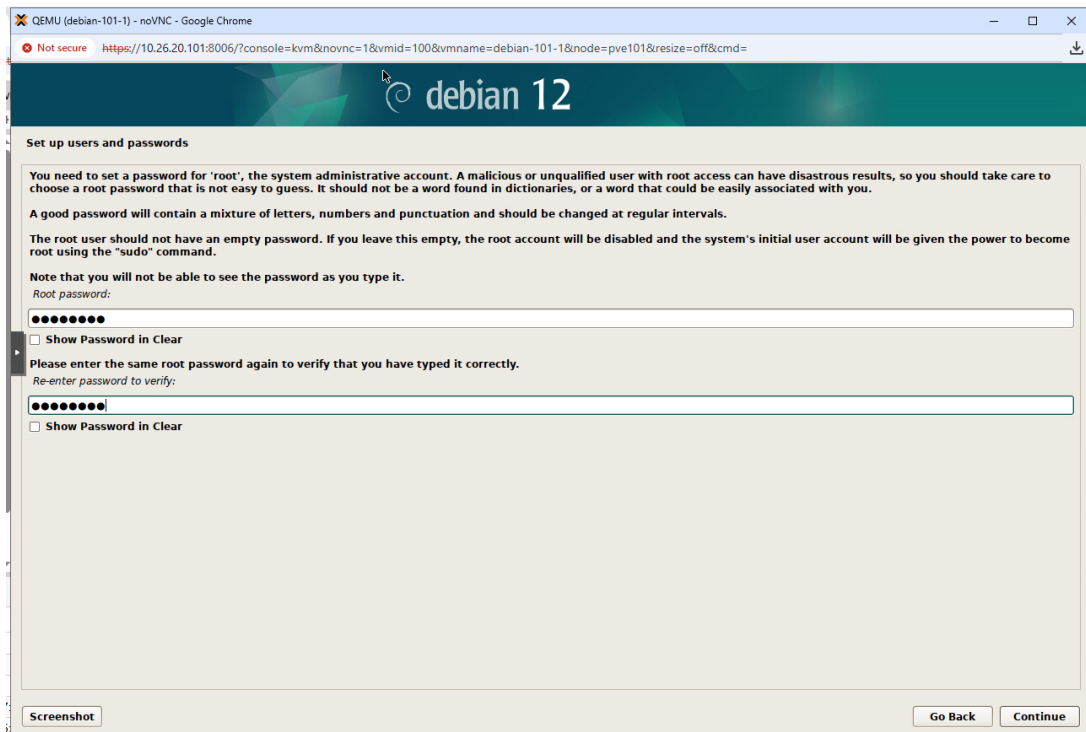 QEMU (debian-101-1) - noVNC - Google Chrome
Not secure https://10.26.20.101:8006/?console=kvm&novnc=1&vmid=100&vmname=debian-101-1&node=pve101&resize=off&cmd=
debian 12
Set up users and passwords
You need to set a password for 'root', the system administrative account. A malicious or unqualified user with root access can have disastrous results, so you should take care to
choose a root password that is not easy to guess. It should not be a word found in dictionaries, or a word that could be easily associated with you.
A good password will contain a mixture of letters, numbers and punctuation and should be changed at regular intervals.
The root user should not have an empty password. If you leave this empty, the root account will be disabled and the system's initial user account will be given the power to become
root using the "sudo" command.
Note that you will not be able to see the password as you type it.
Root password:
●●●●●●●●
Show Password in Clear
Please enter the same root password again to verify that you have typed it correctly.
Re-enter password to verify:
●●●●●●●●
Show Password in Clear
Screenshot Go Back Continue